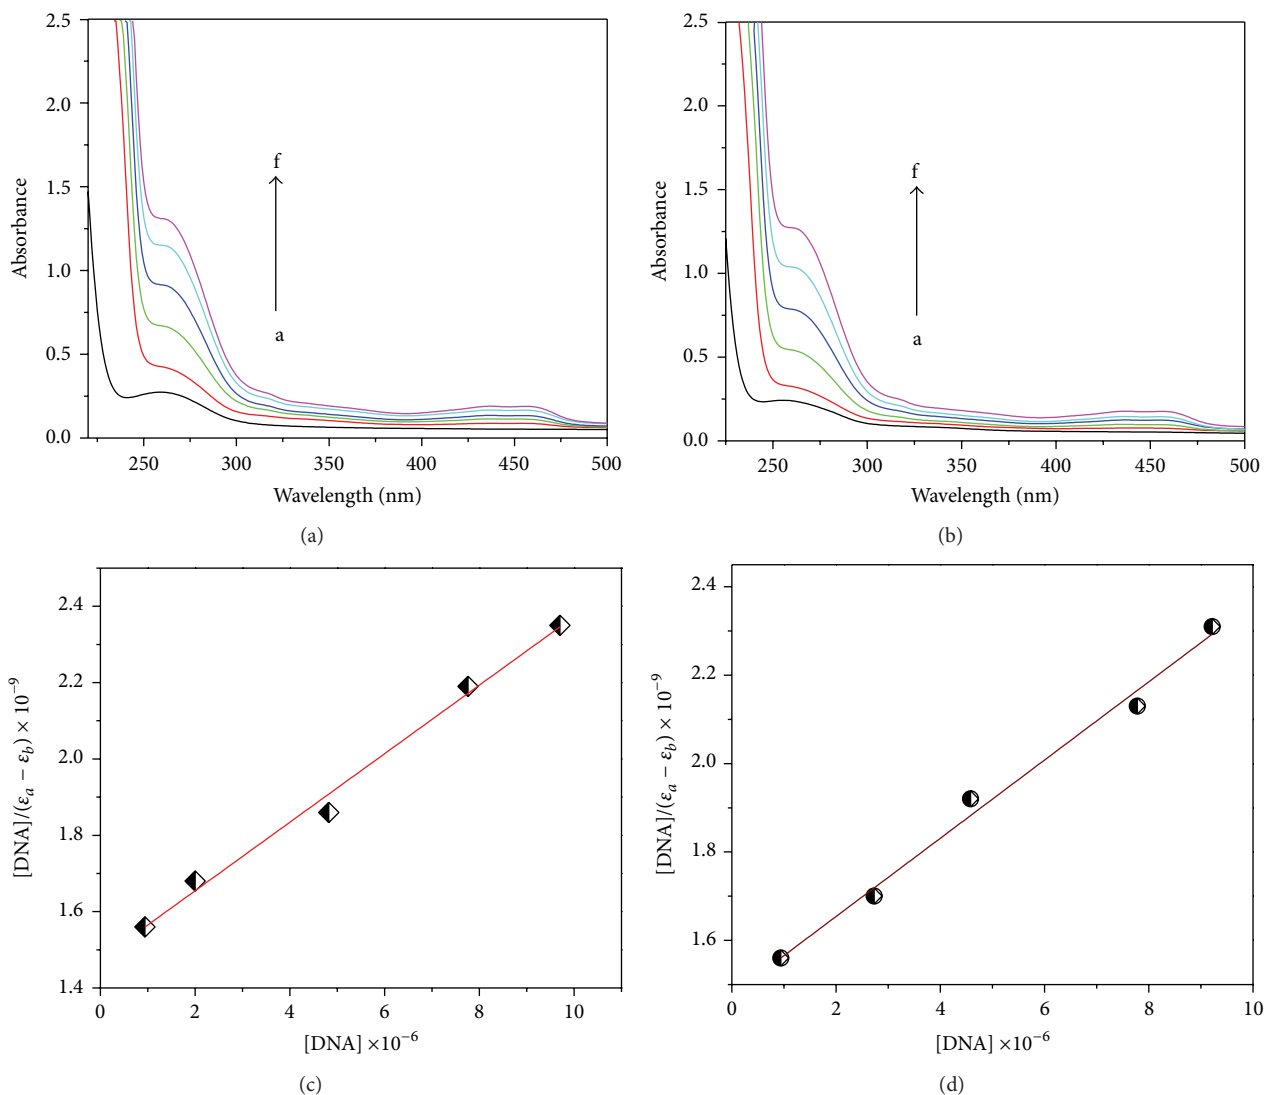 2.5
2.0
1.5
1.0
0.5
0.0
Absorbance
f
a
250 300 350 400 450 500
Wavelength (nm)
(a)
2.5
2.0
1.5
1.0
0.5
0.0
Absorbance
f
a
250 300 350 400 450 500
Wavelength (nm)
(b)
2.4
2.2
2.0
1.8
1.6
1.4
[DNA]/(εₐ − ε_b) × 10⁻⁹
0 2 4 6 8 10
[DNA] ×10⁻⁶
(c)
2.4
2.2
2.0
1.8
1.6
[DNA]/(εₐ − ε_b) × 10⁻⁹
0 2 4 6 8 10
[DNA] ×10⁻⁶
(d)